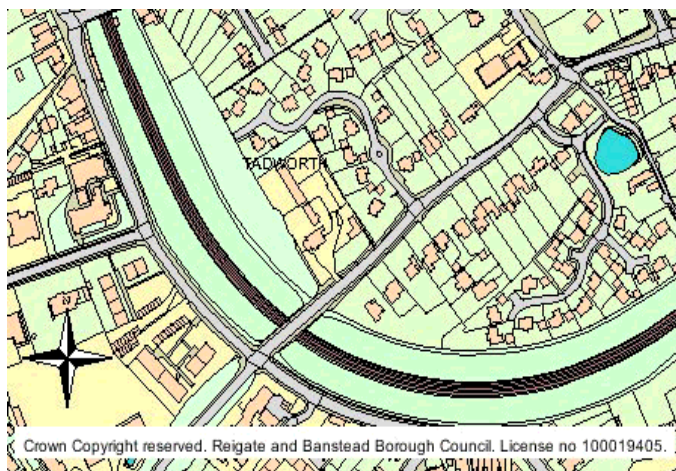 TADWORTH
Crown Copyright reserved. Reigate and Banstead Borough Council. License no 100019405.